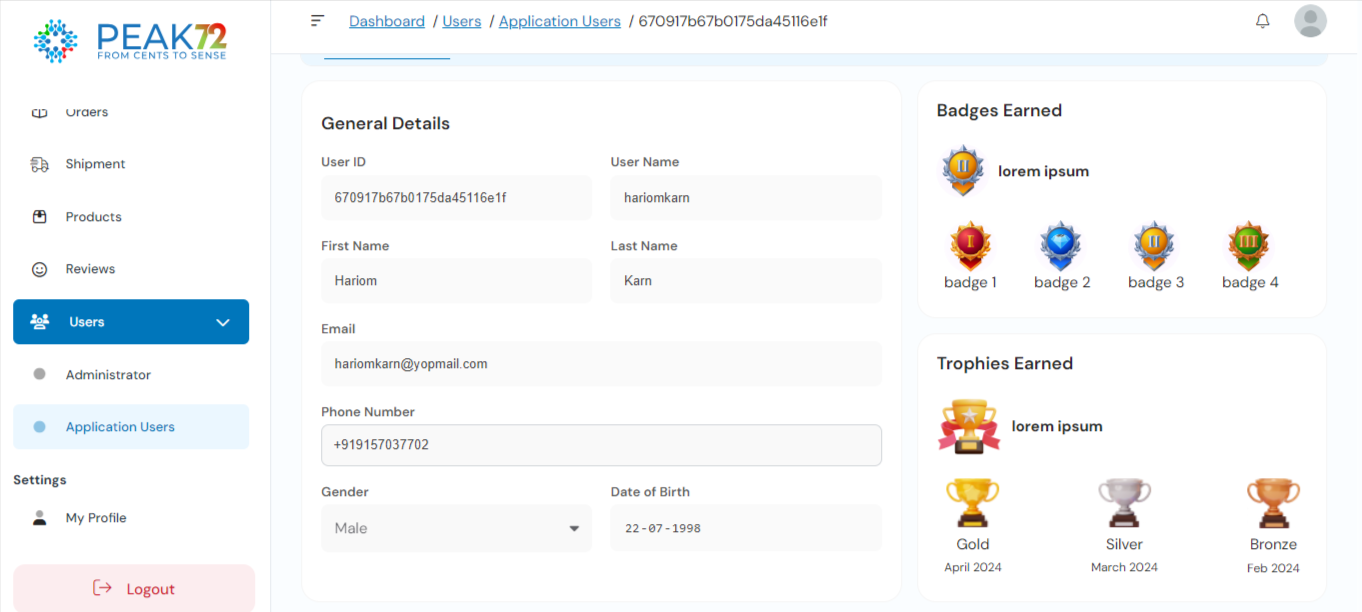 PEAK72
FROM CENTS TO SENSE
Orders
Shipment
Products
Reviews
Users
Administrator
Application Users
Settings
My Profile
Logout
Dashboard / Users / Application Users / 670917b67b0175da45116e1f
General Details
User ID
User Name
670917b67b0175da45116e1f
hariomkarn
First Name
Last Name
Hariom
Karn
Email
hariomkarn@yopmail.com
Phone Number
+919157037702
Gender
Date of Birth
Male
22-07-1998
Badges Earned
II
lorem ipsum
I
II
III
badge 1
badge 2
badge 3
badge 4
Trophies Earned
lorem ipsum
Gold
Silver
Bronze
April 2024
March 2024
Feb 2024